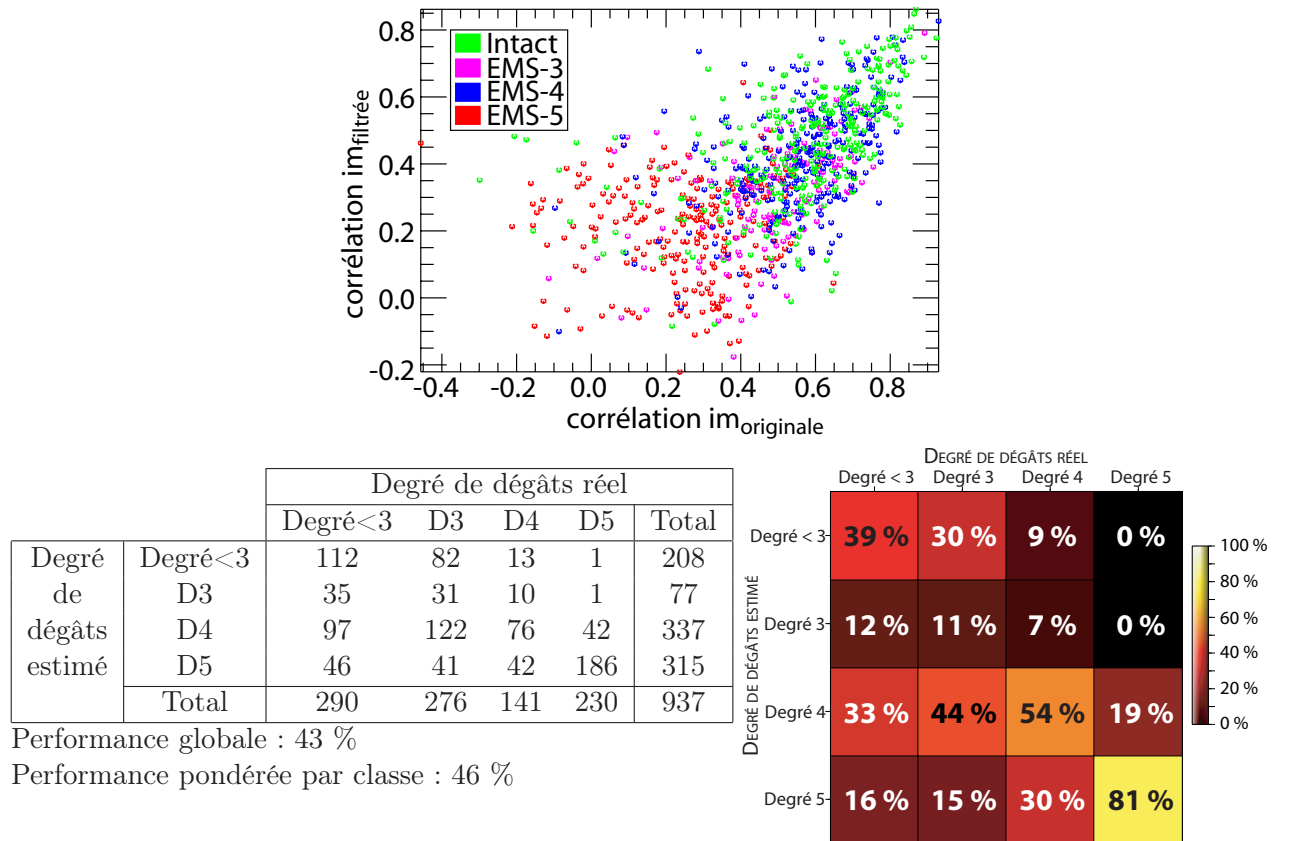 0.8
0.6
0.4
0.2
0.0
-0.2
corrélation im filtrée
Intact
EMS-3
EMS-4
EMS-5
-0.4 -0.2 0.0 0.2 0.4 0.6 0.8
corrélation im originale
Degré de dégâts réel
Degré<3 D3 D4 D5 Total
Degré Degré<3 112 82 13 1 208
de D3 35 31 10 1 77
dégâts D4 97 122 76 42 337
estimé D5 46 41 42 186 315
Total 290 276 141 230 937
Performance globale : 43 %
Performance pondérée par classe : 46 %
DEGRÉ DE DÉGÂTS RÉEL
Degré < 3 Degré 3 Degré 4 Degré 5
DEGRÉ DE DÉGÂTS ESTIMÉ
Degré < 3 39 % 30 % 9 % 0 %
Degré 3 12 % 11 % 7 % 0 %
Degré 4 33 % 44 % 54 % 19 %
Degré 5 16 % 15 % 30 % 81 %
100 %
80 %
60 %
40 %
20 %
0 %